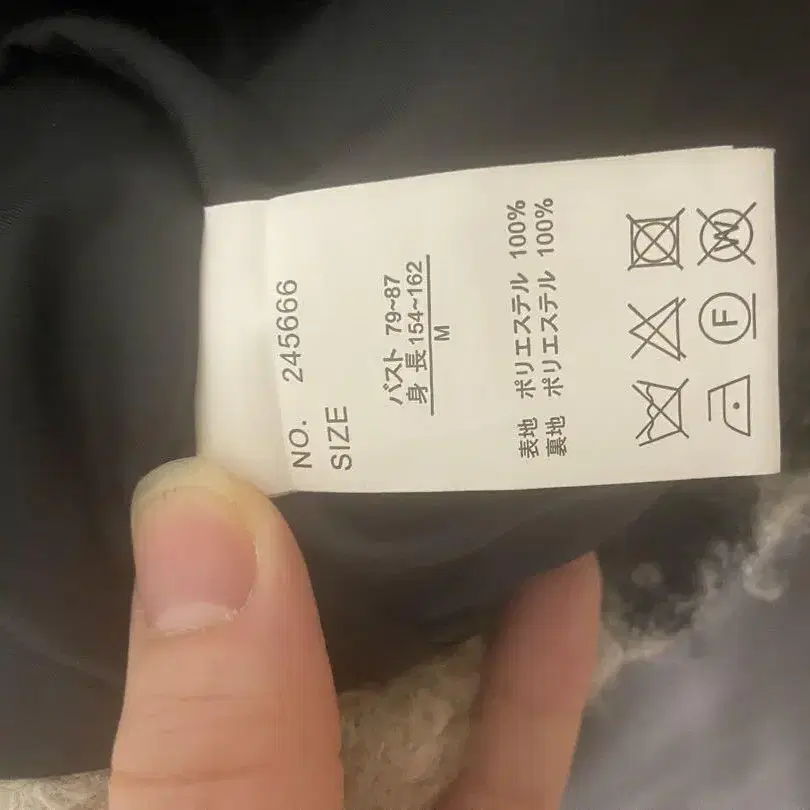 NO. 245666
SIZE
バスト 79~87
身 長 154~162
M
表地 ポリエステル 100%
裏地 ポリエステル 100%
W
F